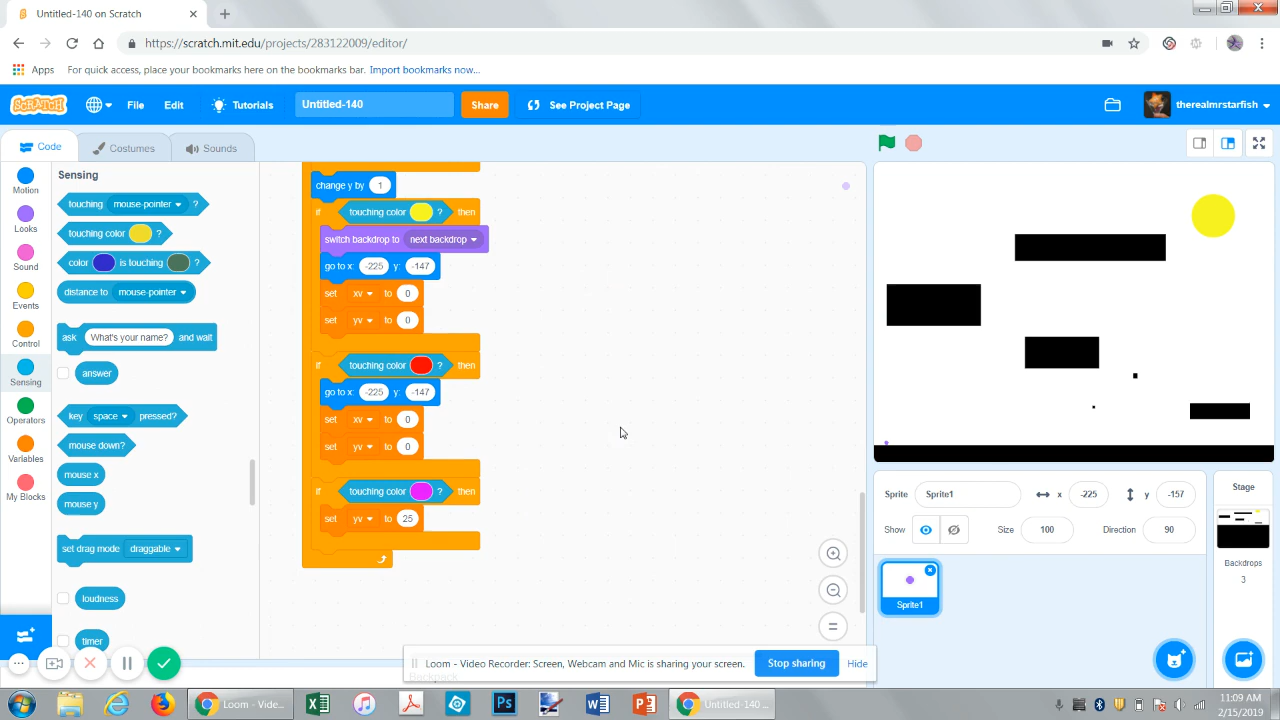 Untitled-140 on Scratch
https://scratch.mit.edu/projects/283122009/editor/
Apps For quick access, place your bookmarks here on the bookmarks bar. Import bookmarks now...
SCRATCH File Edit Tutorials Untitled-140 Share See Project Page therealmrstarfish
Code Costumes Sounds
Motion
Looks
Sound
Events
Control
Sensing
Operators
Variables
My Blocks
Sensing
touching mouse-pointer ?
touching color ?
color is touching ?
distance to mouse-pointer
ask What's your name? and wait
answer
key space pressed?
mouse down?
mouse x
mouse y
set drag mode draggable
loudness
timer
change y by 1
if touching color ? then
switch backdrop to next backdrop
go to x: -225 y: -147
set xv to 0
set yv to 0
if touching color ? then
go to x: -225 y: -147
set xv to 0
set yv to 0
if touching color ? then
set yv to 25
Sprite Sprite1 x -225 y -157
Show Size 100 Direction 90
Sprite1
Stage
Backdrops
3
Loom - Video Recorder: Screen, Webcam and Mic is sharing your screen. Stop sharing Hide
Backpack
Loom - Vide...
Untitled-140 ...
11:09 AM
2/15/2019